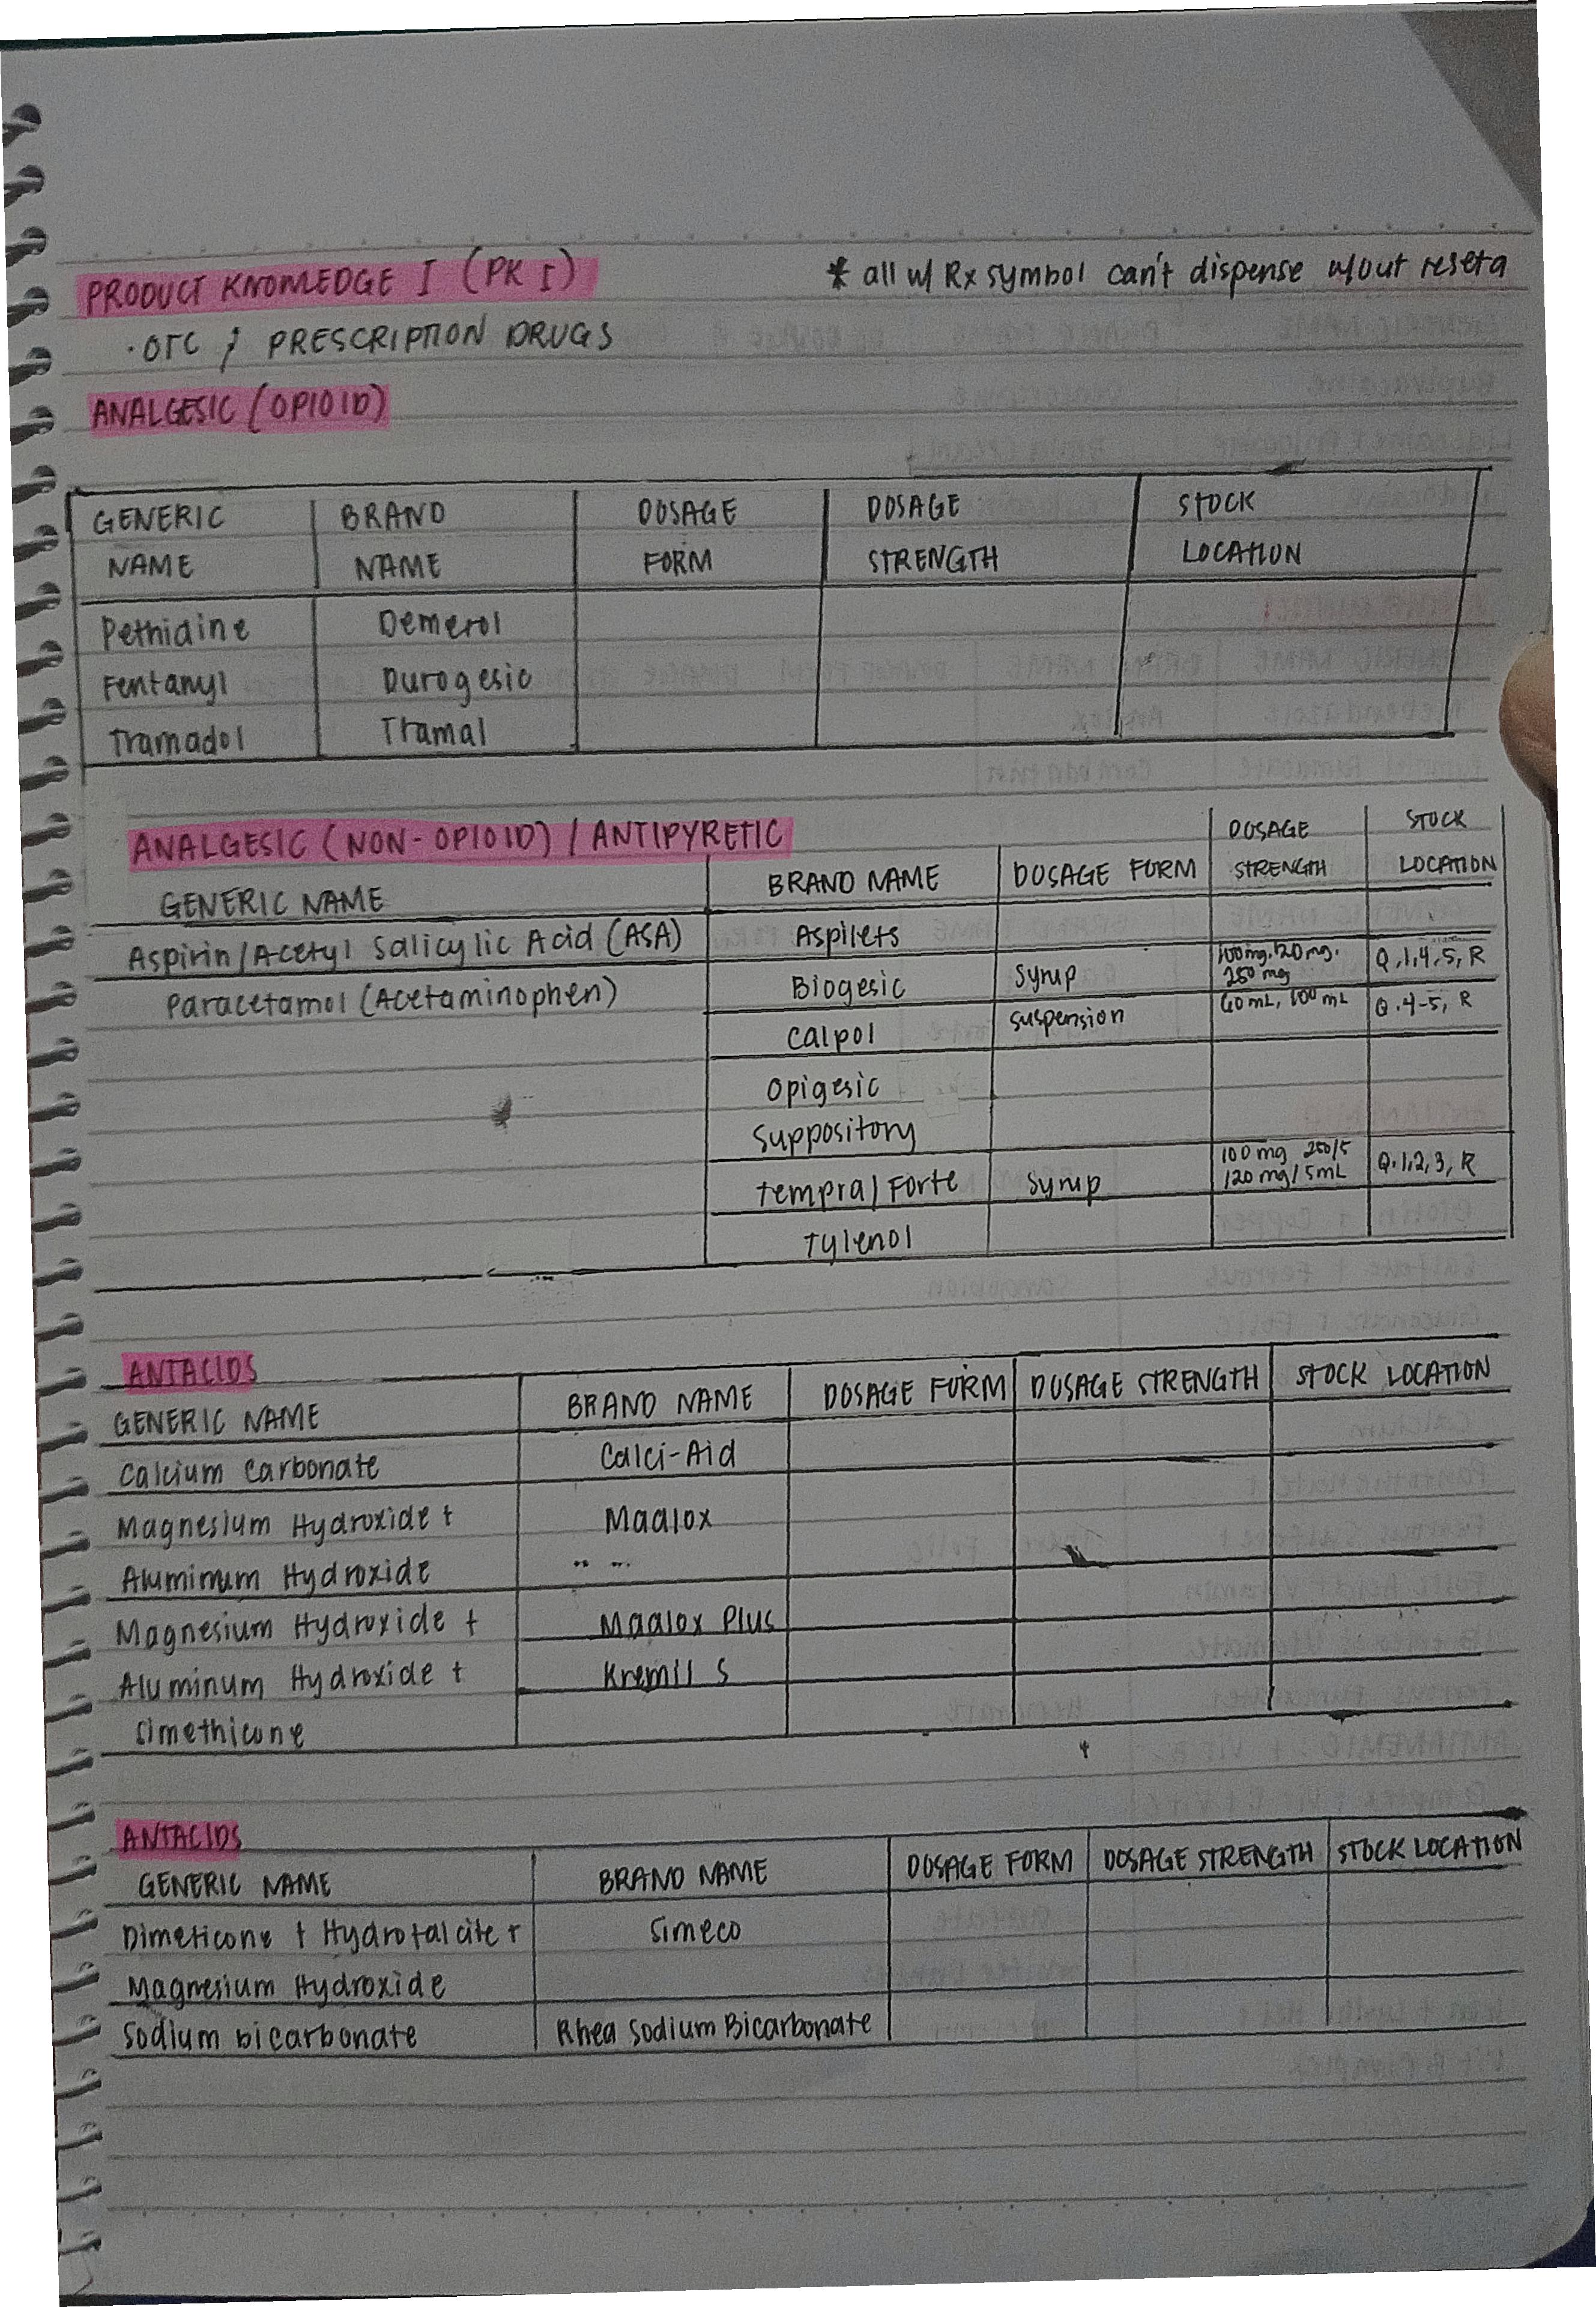 PRODUCT KNOWLEDGE I (PK I)
* all w/ Rx symbol can't dispense w/out reseta
· OTC ; PRESCRIPTION DRUGS
ANALGESIC (OPIOID)
GENERIC NAME BRAND NAME DOSAGE FORM DOSAGE STRENGTH STOCK LOCATION
Pethidine Demerol
Fentanyl Durogesic
Tramadol Tramal
ANALGESIC (NON-OPIOID) / ANTIPYRETIC
GENERIC NAME BRAND NAME DOSAGE FORM DOSAGE STRENGTH STOCK LOCATION
Aspirin/Acetyl Salicylic Acid (ASA) Aspilets
Paracetamol (Acetaminophen) Biogesic syrup 100mg, 120mg, 250 mg Q,1,4,5, R
Calpol suspension 60 mL, 100 mL Q.4-5, R
Opigesic
Suppository
Tempra/Forte syrup 100 mg 250/5 120 mg/5mL Q.1,2,3, R
Tylenol
ANTACIDS
GENERIC NAME BRAND NAME DOSAGE FORM DOSAGE STRENGTH STOCK LOCATION
Calcium Carbonate Calci-Aid
Magnesium Hydroxide + Maalox
Aluminum Hydroxide " "
Magnesium Hydroxide + Maalox Plus
Aluminum Hydroxide + Kremil S
Simethicone
ANTACIDS
GENERIC NAME BRAND NAME DOSAGE FORM DOSAGE STRENGTH STOCK LOCATION
Dimeticone + Hydrotalcite + Simeco
Magnesium Hydroxide
Sodium bicarbonate Rhea Sodium Bicarbonate